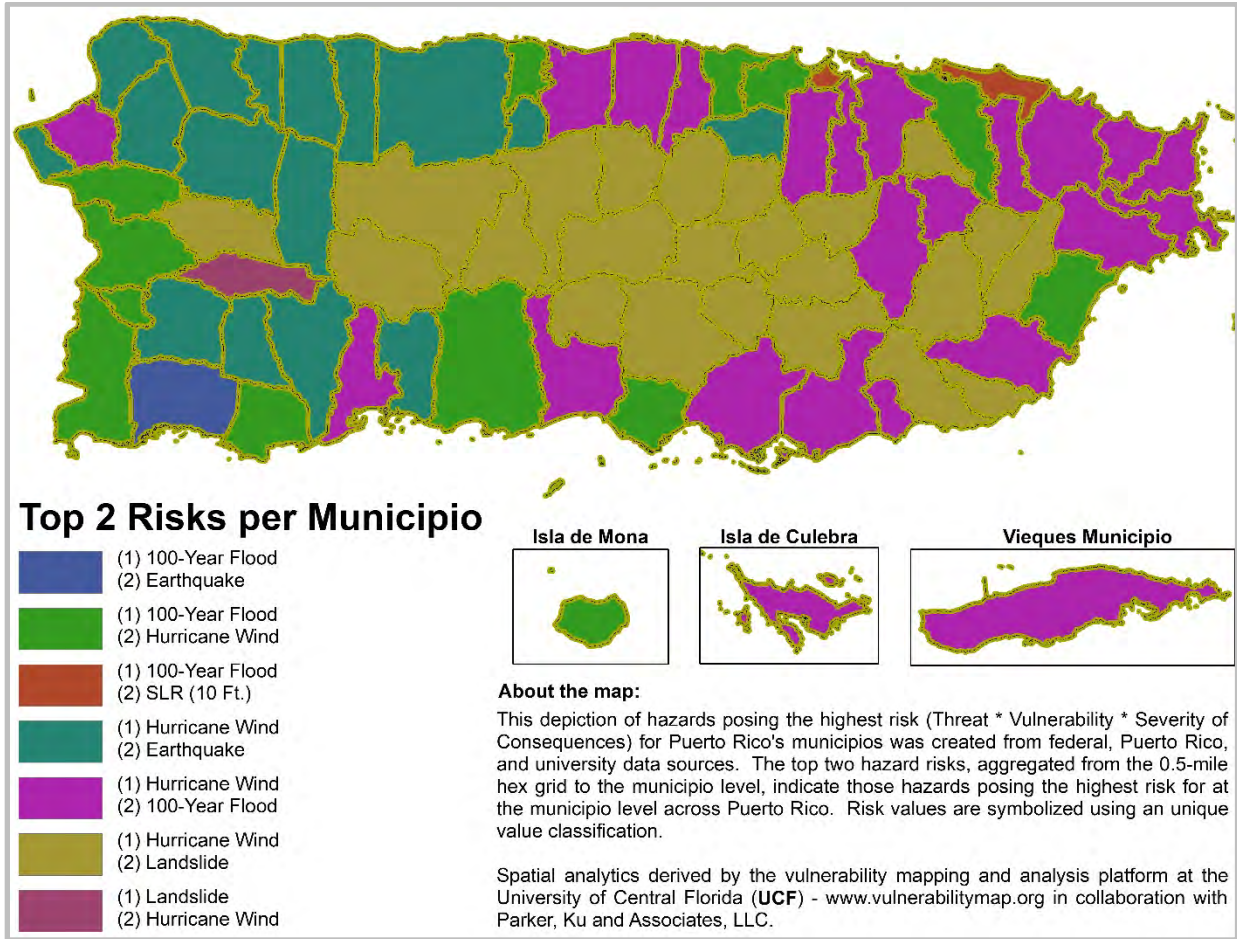 Top 2 Risks per Municipio
(1) 100-Year Flood
(2) Earthquake
(1) 100-Year Flood
(2) Hurricane Wind
(1) 100-Year Flood
(2) SLR (10 Ft.)
(1) Hurricane Wind
(2) Earthquake
(1) Hurricane Wind
(2) 100-Year Flood
(1) Hurricane Wind
(2) Landslide
(1) Landslide
(2) Hurricane Wind
Isla de Mona
Isla de Culebra
Vieques Municipio
About the map:
This depiction of hazards posing the highest risk (Threat * Vulnerability * Severity of
Consequences) for Puerto Rico's municipios was created from federal, Puerto Rico,
and university data sources. The top two hazard risks, aggregated from the 0.5-mile
hex grid to the municipio level, indicate those hazards posing the highest risk for at
the municipio level across Puerto Rico. Risk values are symbolized using an unique
value classification.
Spatial analytics derived by the vulnerability mapping and analysis platform at the
University of Central Florida (UCF) - www.vulnerabilitymap.org in collaboration with
Parker, Ku and Associates, LLC.